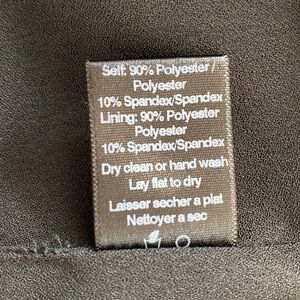 Self: 90% Polyester /
Polyester
10% Spandex/Spandex
Lining: 90% Polyester
Polyester
10% Spandex/Spandex
Dry clean or hand wash
Lay flat to dry
Laisser secher a plat
Nettoyer a sec